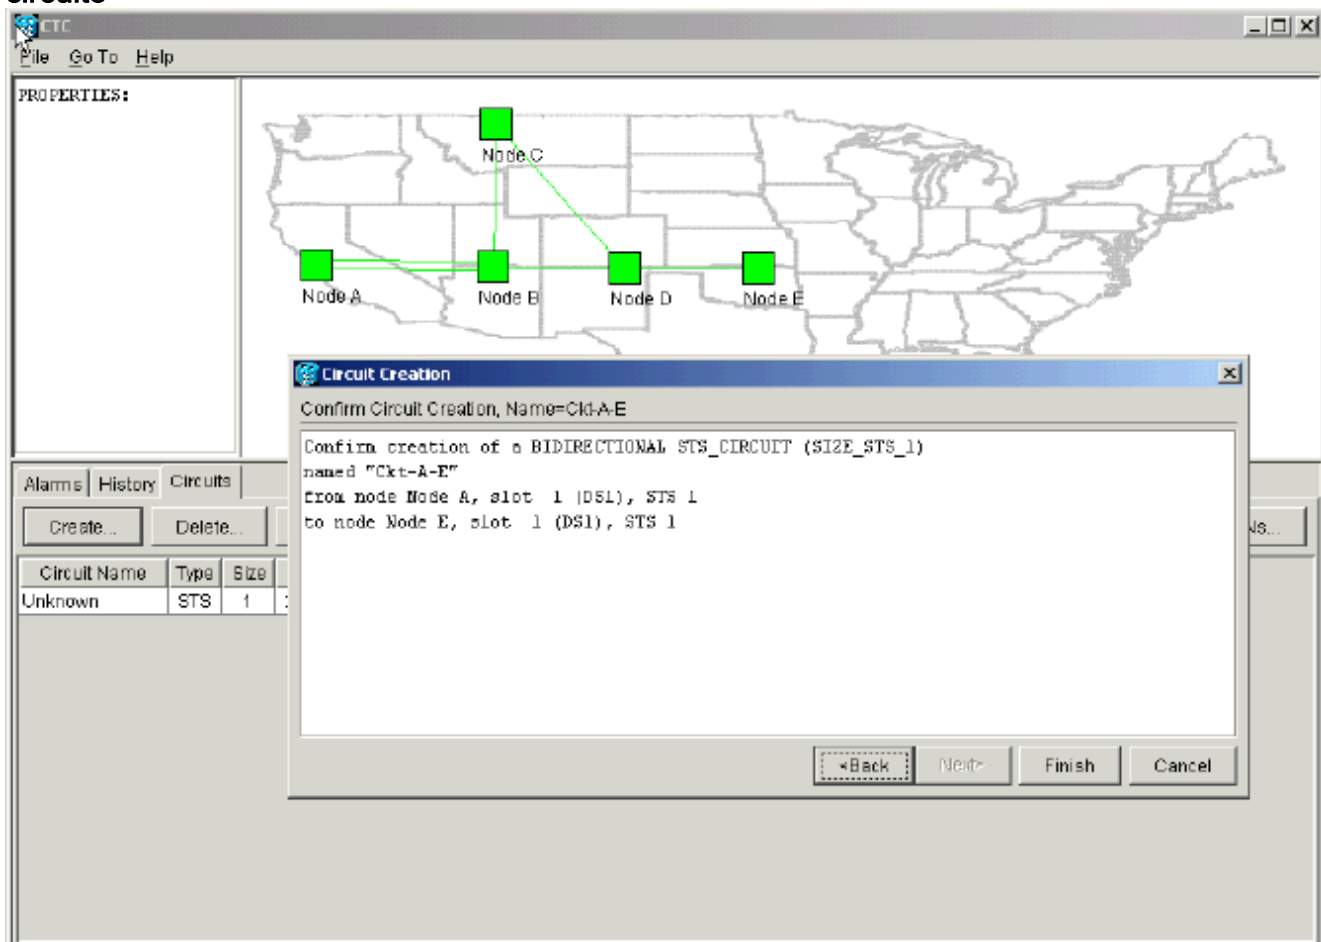 circuits
CTC
File Go To Help
PROPERTIES:
Node C
Node A
Node B
Node D
Node E
Circuit Creation
Confirm Circuit Creation, Name=Ckt-A-E
Confirm creation of a BIDIRECTIONAL STS_CIRCUIT (SIZE_STS_1)
named "Ckt-A-E"
from node Node A, slot 1 (DS1), STS 1
to node Node E, slot 1 (DS1), STS 1
Alarms History Circuits
Create... Delete...
Circuit Name Type Size
Unknown STS 1
<Back Next> Finish Cancel